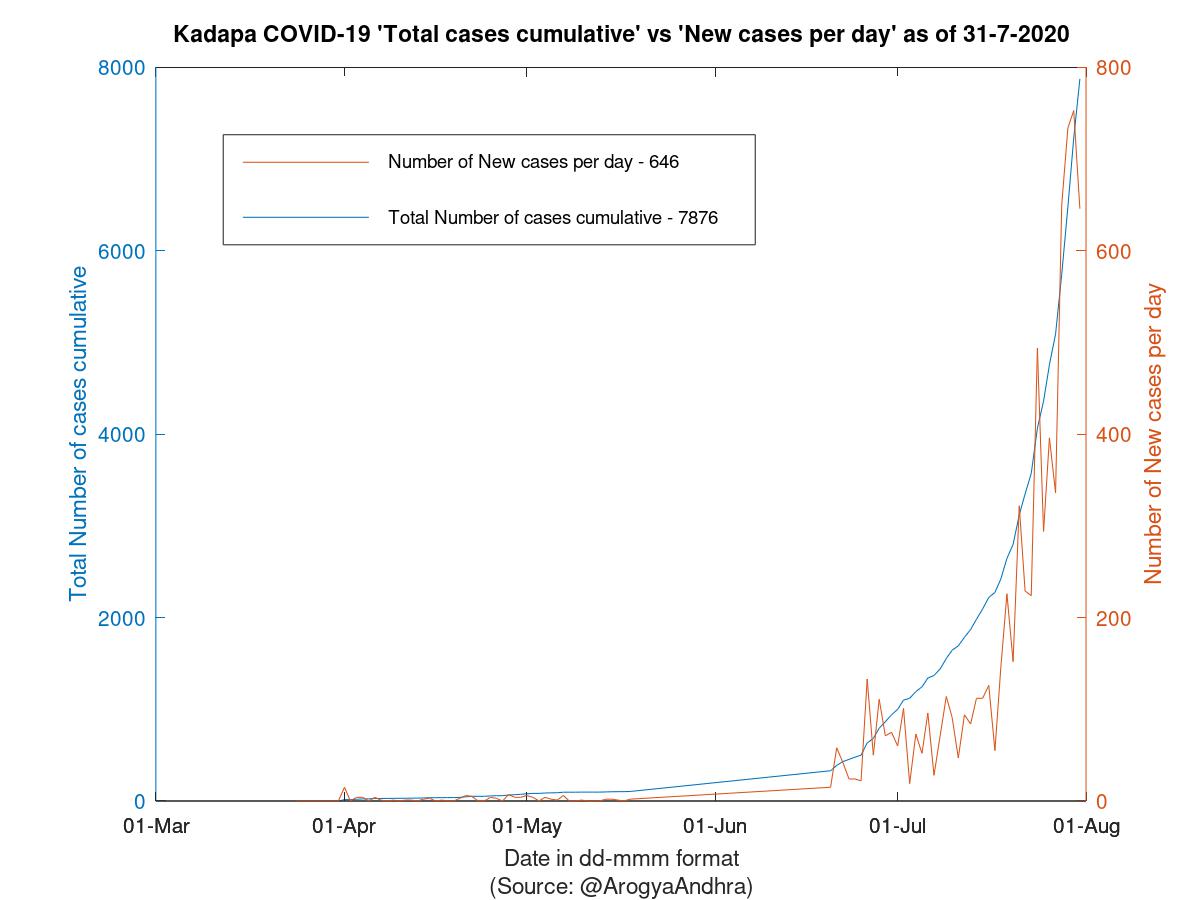 Kadapa COVID-19 'Total cases cumulative' vs 'New cases per day' as of 31-7-2020
8000
6000
4000
2000
0
Total Number of cases cumulative
Number of New cases per day - 646
Total Number of cases cumulative - 7876
800
600
400
200
0
Number of New cases per day
01-Mar
01-Apr
01-May
01-Jun
01-Jul
01-Aug
Date in dd-mmm format
(Source: @ArogyaAndhra)